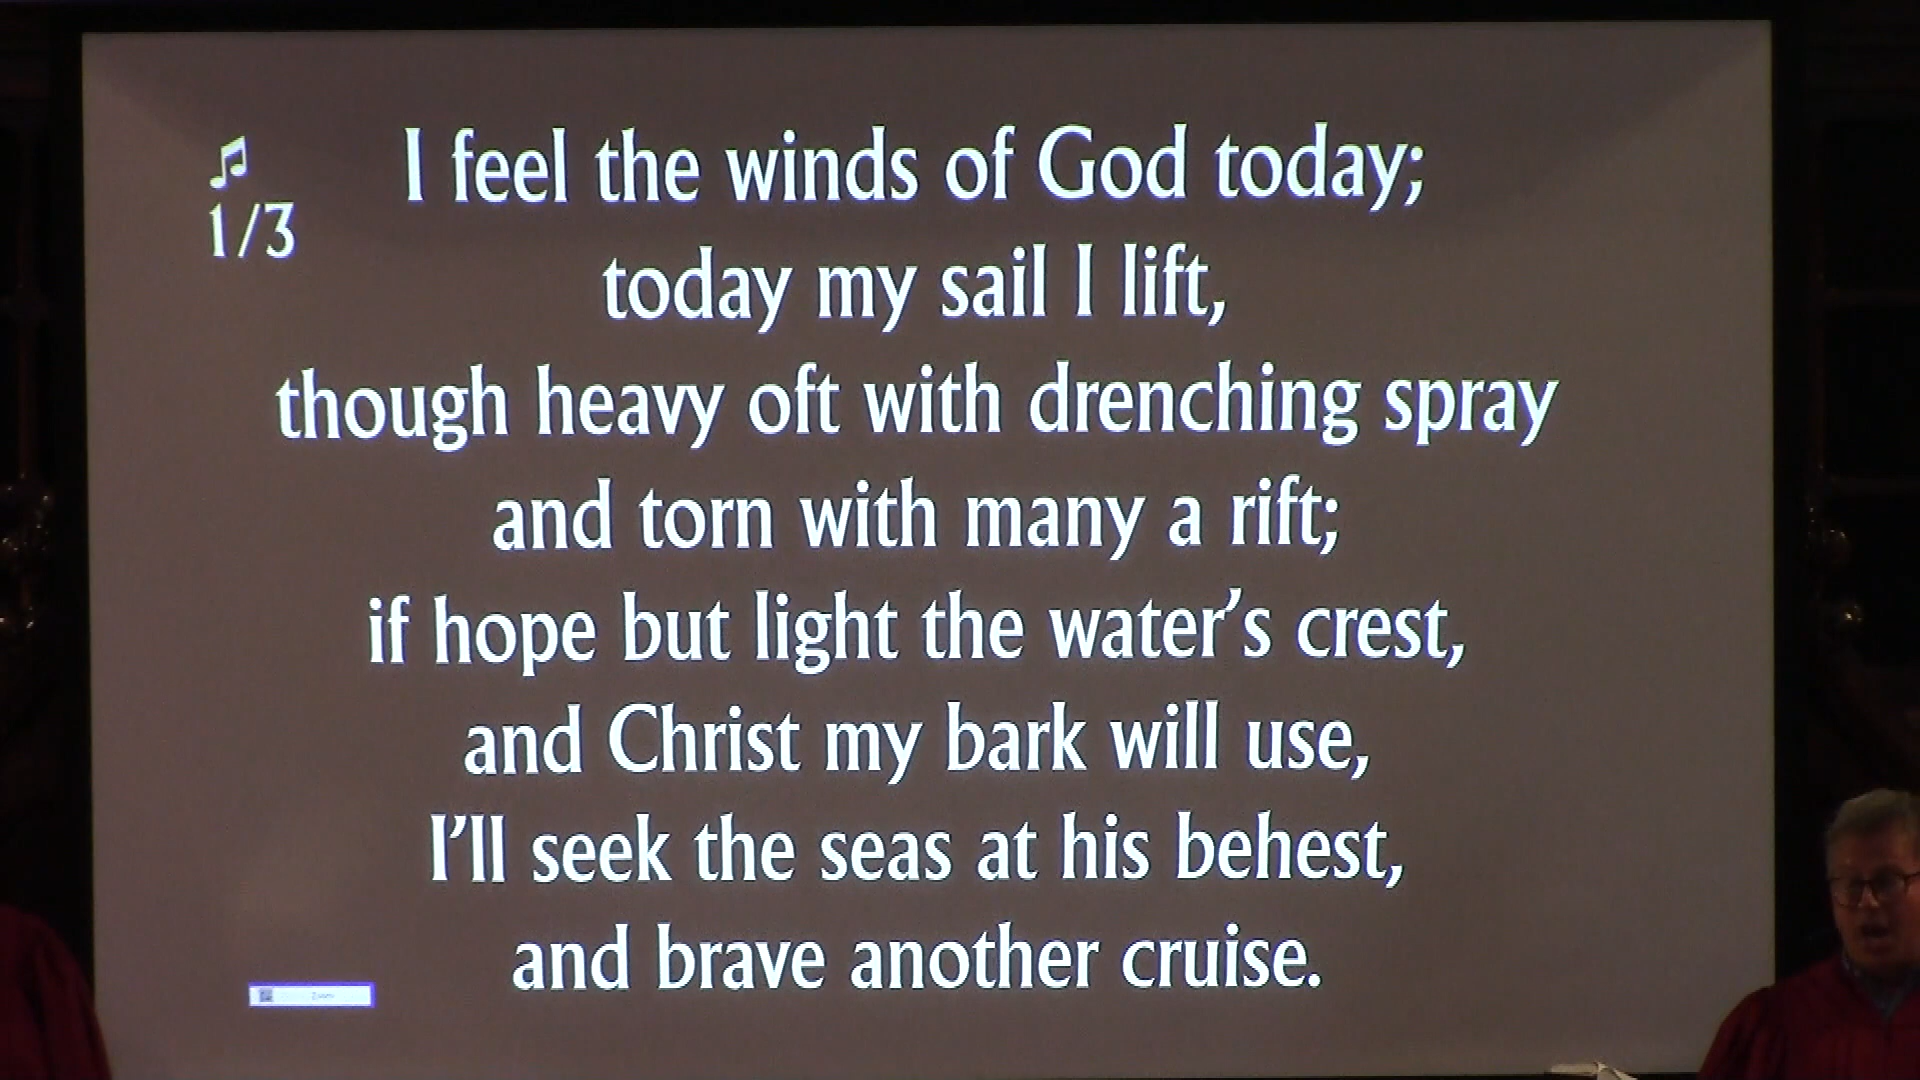 ♫
1/3
I feel the winds of God today;
today my sail I lift,
though heavy oft with drenching spray
and torn with many a rift;
if hope but light the water's crest,
and Christ my bark will use,
I'll seek the seas at his behest,
and brave another cruise.
Zoom